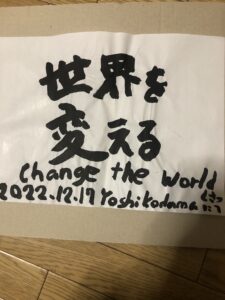 世界を
変える
Change the World
2022.12.17 Yoshikodama